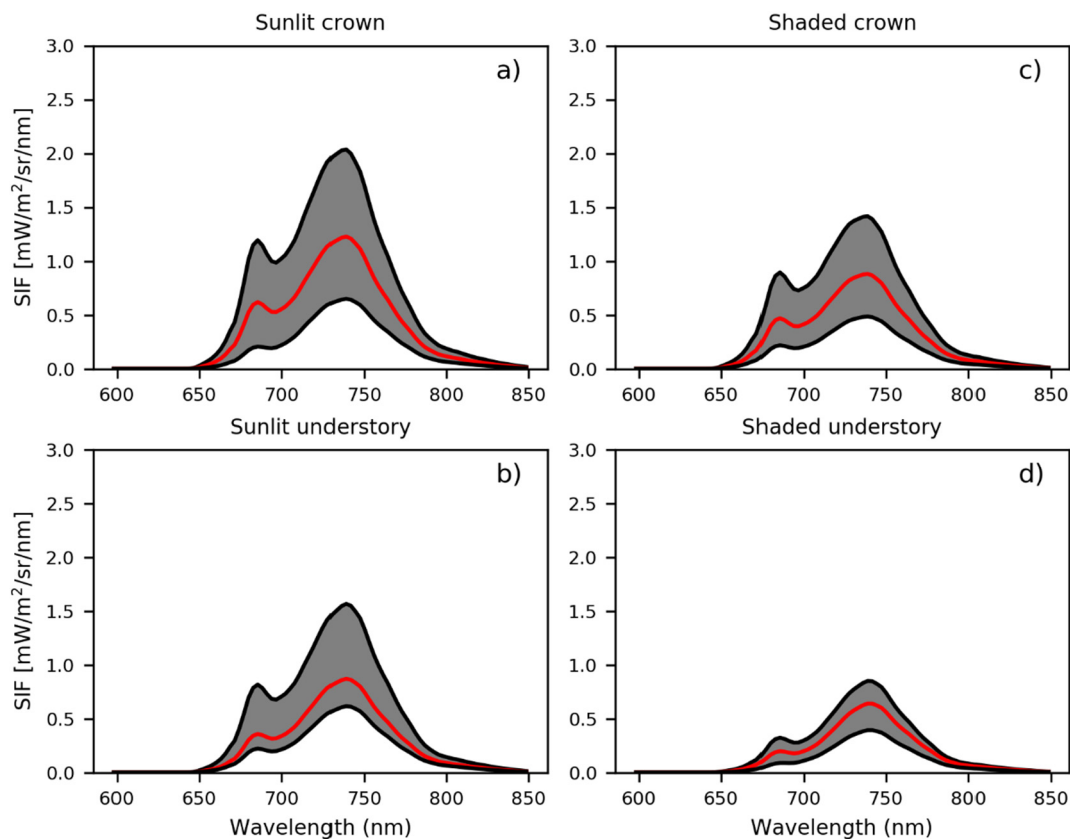 Sunlit crown
a)
3.0
2.5
2.0
1.5
1.0
0.5
0.0
SIF [mW/m²/sr/nm]
600 650 700 750 800 850
Shaded crown
c)
3.0
2.5
2.0
1.5
1.0
0.5
0.0
600 650 700 750 800 850
Sunlit understory
b)
3.0
2.5
2.0
1.5
1.0
0.5
0.0
SIF [mW/m²/sr/nm]
600 650 700 750 800 850
Wavelength (nm)
Shaded understory
d)
3.0
2.5
2.0
1.5
1.0
0.5
0.0
600 650 700 750 800 850
Wavelength (nm)